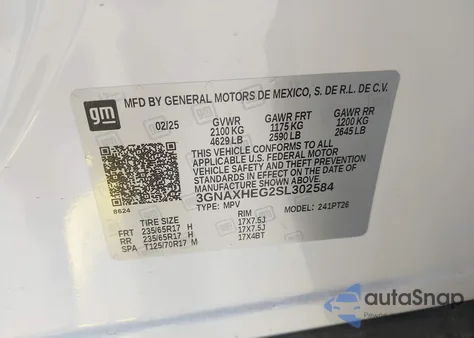 gm
MFD BY GENERAL MOTORS DE MEXICO, S. DE R.L. DE C.V.
02/25 GVWR GAWR FRT GAWR RR
2100 KG 1175 KG 1200 KG
4629 LB 2590 LB 2645 LB
THIS VEHICLE CONFORMS TO ALL APPLICABLE
U.S. FEDERAL MOTOR
VEHICLE SAFETY AND THEFT PREVENTION
STANDARDS IN EFFECT ON THE DATE OF
MANUFACTURE SHOWN ABOVE.
3GNAXHEG2SL302584
TYPE: MPV MODEL: 241PT26
8624
TIRE SIZE RIM
FRT 235/65R17 H 17X7.5J
RR 235/65R17 H 17X7.5J
SPA T125/70R17 M 17X4BT
autoSnap
www.autosnap.com